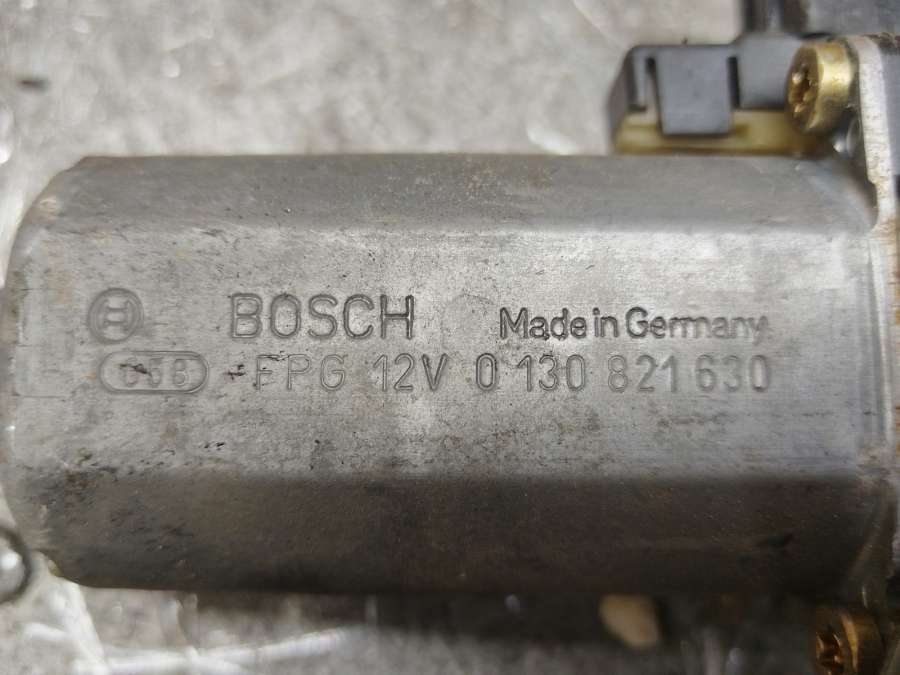 BOSCH Made in Germany
FPG 12V 0 130 821 630